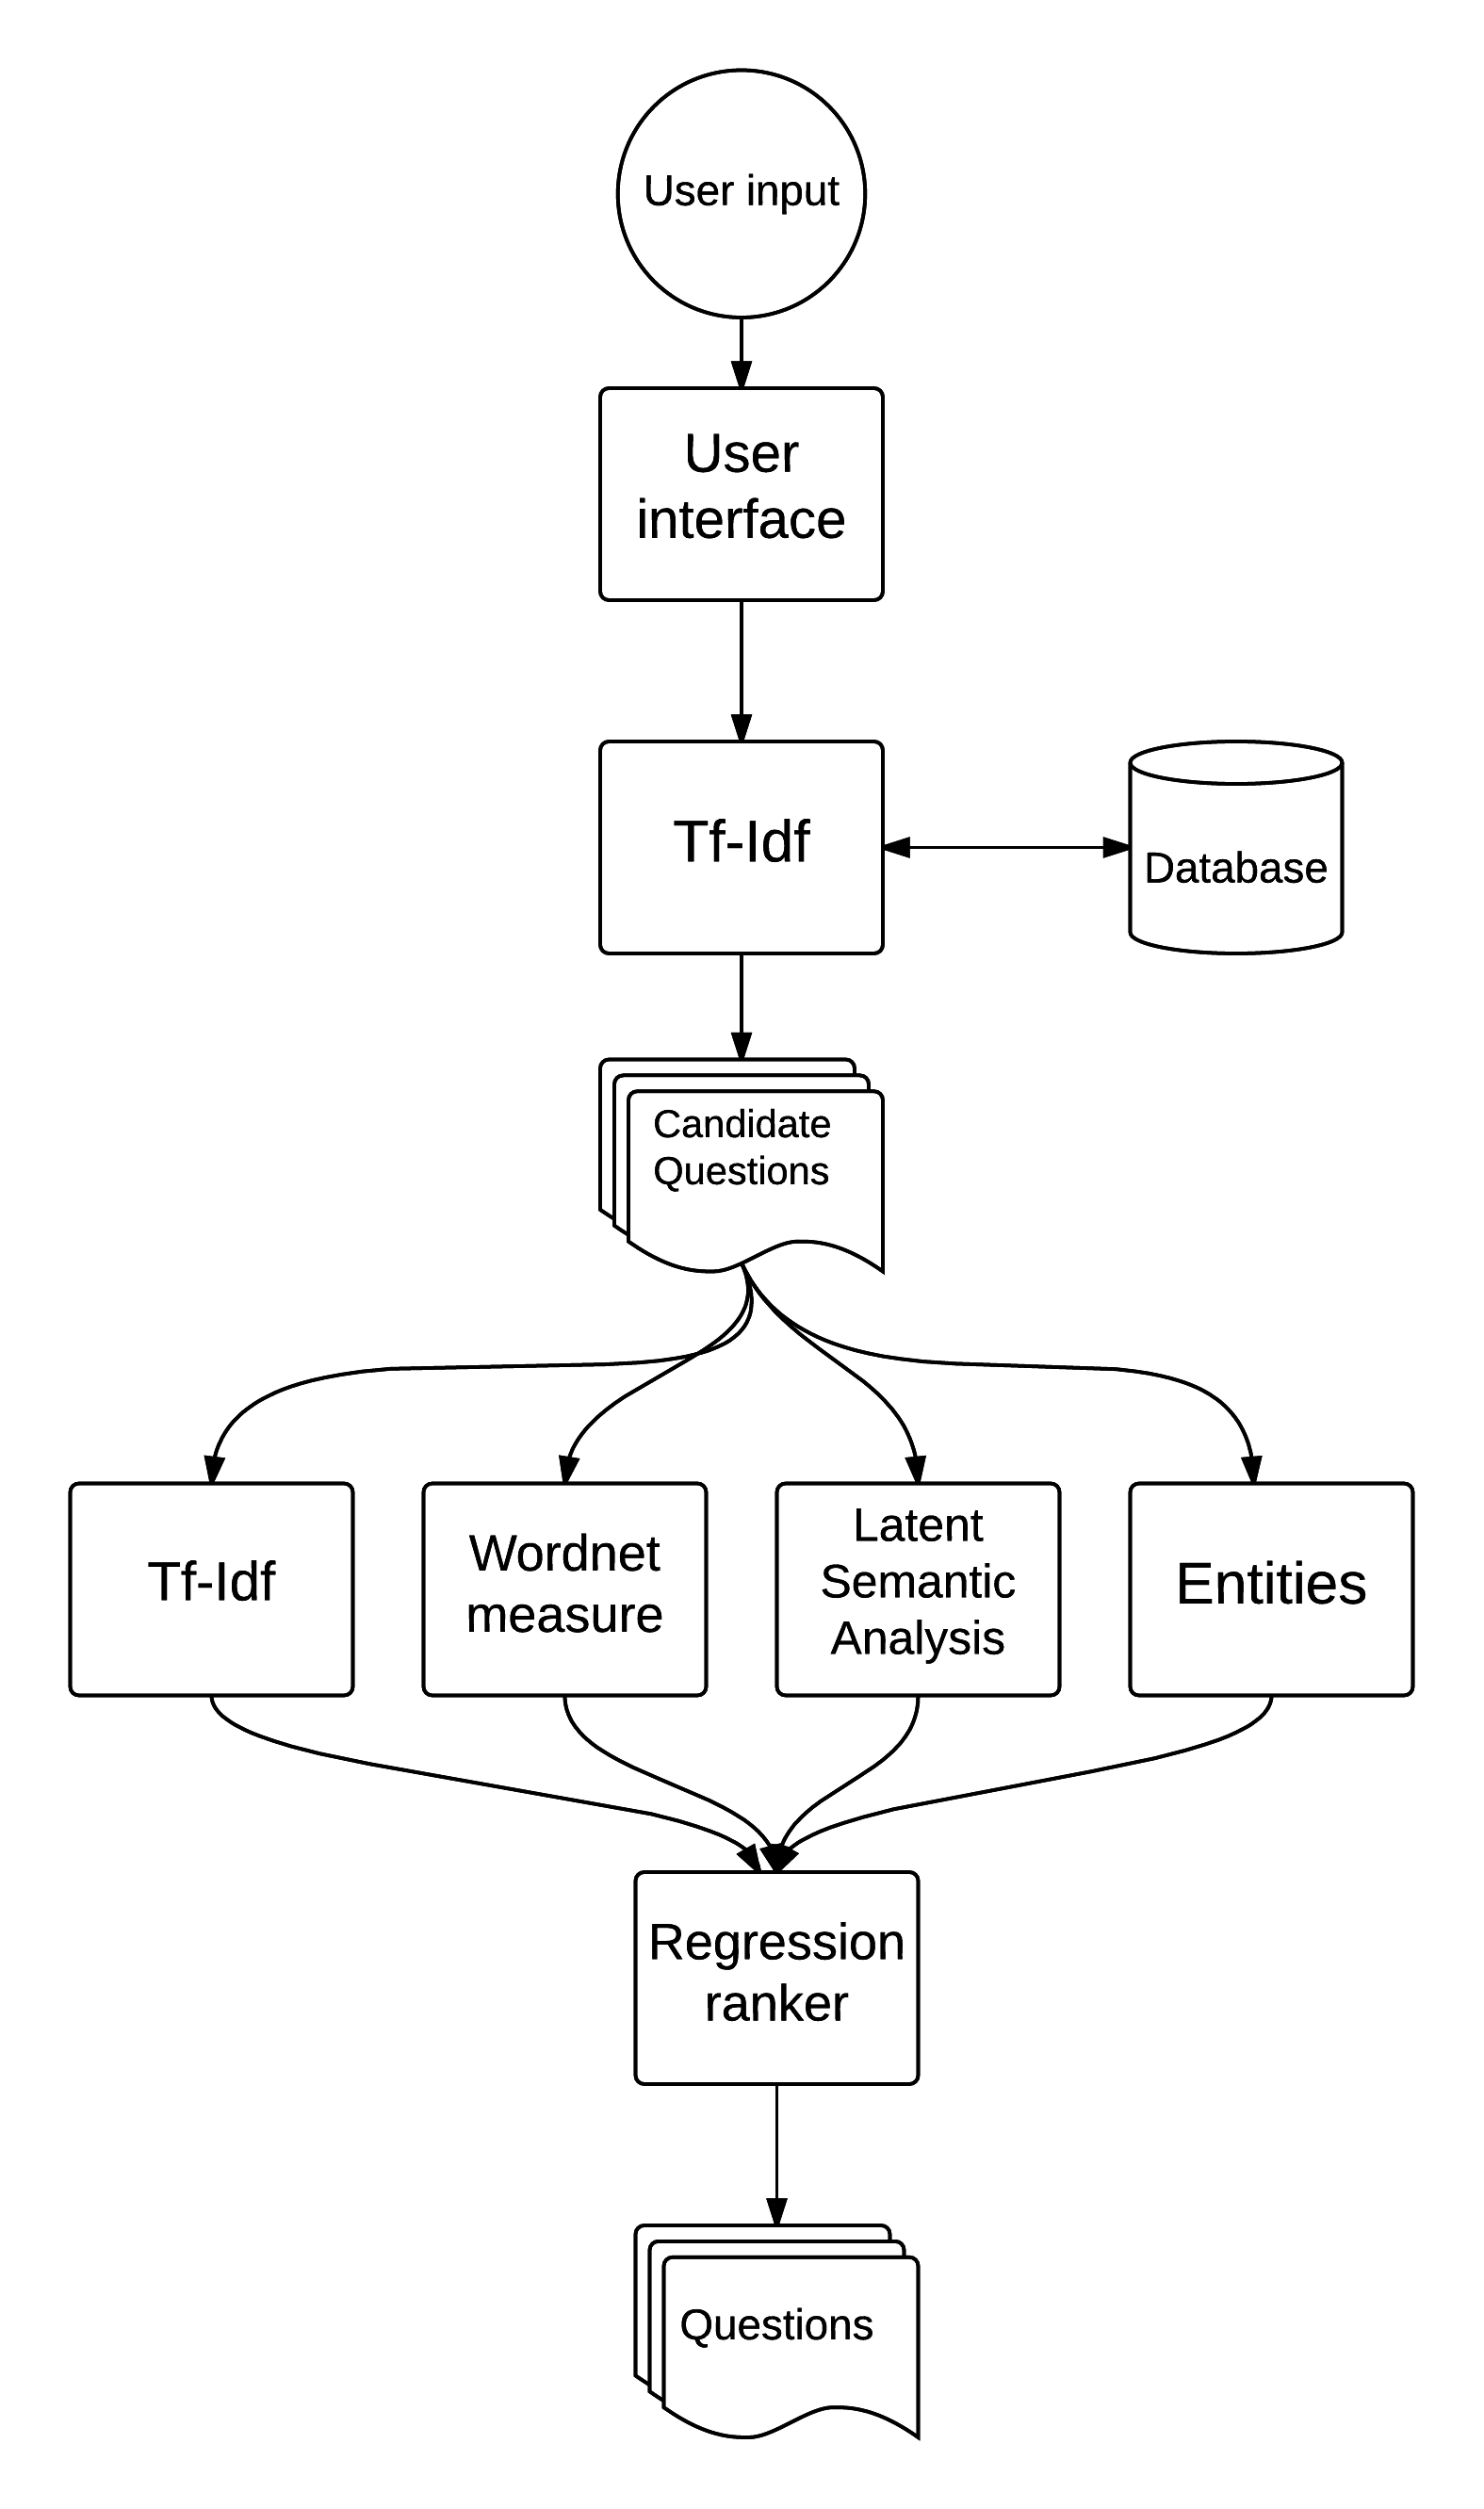 User input
User
interface
Tf-Idf
Database
Candidate
Questions
Tf-Idf
Wordnet
measure
Latent
Semantic
Analysis
Entities
Regression
ranker
Questions